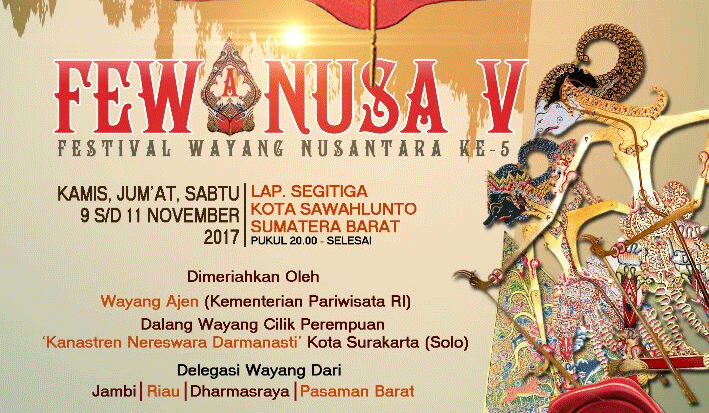 FEWANUSA V
FESTIVAL WAYANG NUSANTARA KE-5
KAMIS, JUM'AT, SABTU
9 S/D 11 NOVEMBER
2017
LAP. SEGITIGA
KOTA SAWAHLUNTO
SUMATERA BARAT
PUKUL 20.00 - SELESAI
Dimeriahkan Oleh
Wayang Ajen (Kementerian Pariwisata RI)
Dalang Wayang Cilik Perempuan
'Kanastren Nereswara Darmanasti' Kota Surakarta (Solo)
Delegasi Wayang Dari
Jambi|Riau|Dharmasraya|Pasaman Barat